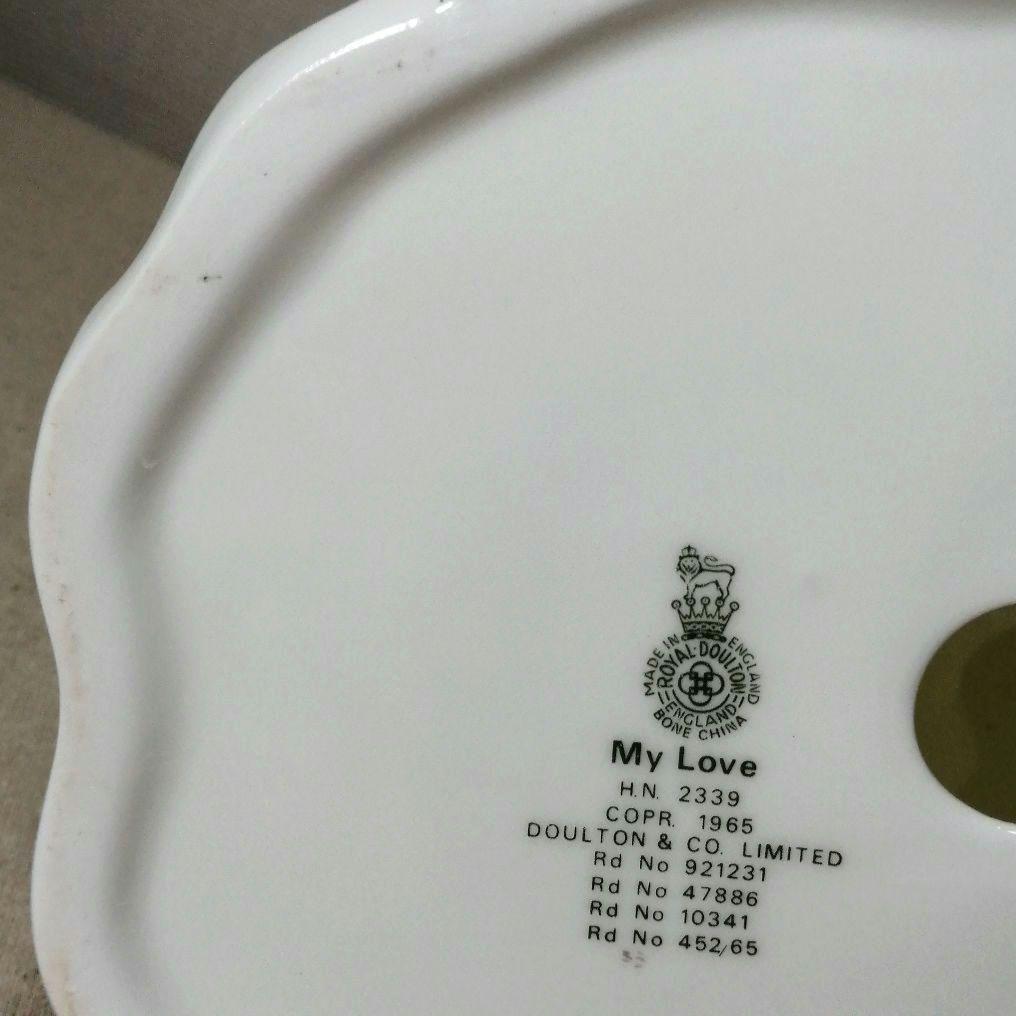 MADE IN ENGLAND
ROYAL·DOULTON
ENGLAND
BONE CHINA
My Love
H.N. 2339
COPR. 1965
DOULTON & CO. LIMITED
Rd No 921231
Rd No 47886
Rd No 10341
Rd No 452/65